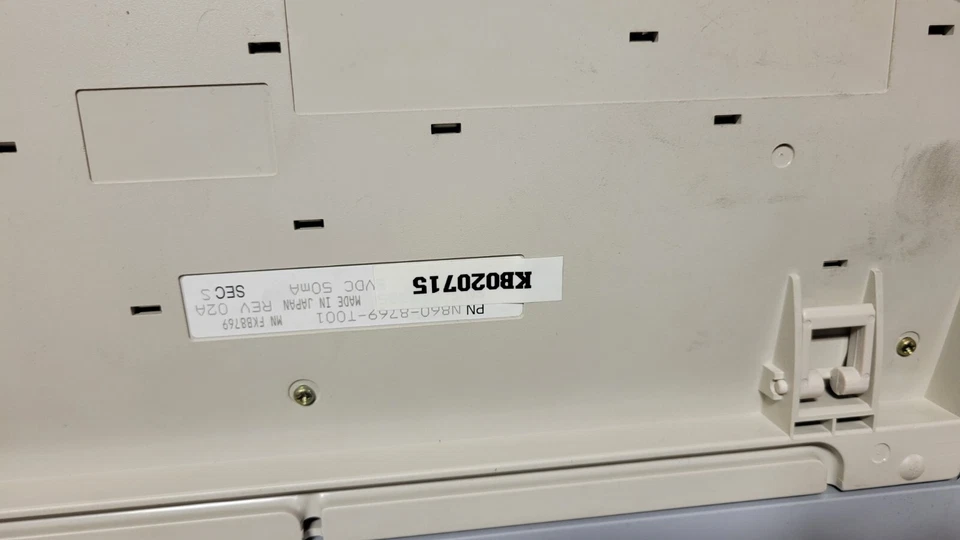 PN N860-8769-T001
MN FKB8769
MADE IN JAPAN REV 02A
VDC 50mA SEC S
KB020715